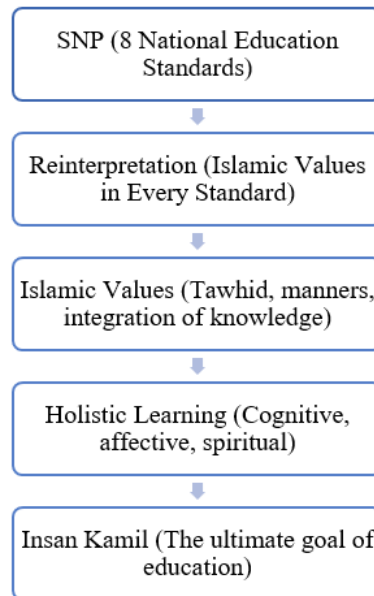 SNP (8 National Education
Standards)
Reinterpretation (Islamic Values
in Every Standard)
Islamic Values (Tawhid, manners,
integration of knowledge)
Holistic Learning (Cognitive,
affective, spiritual)
Insan Kamil (The ultimate goal of
education)